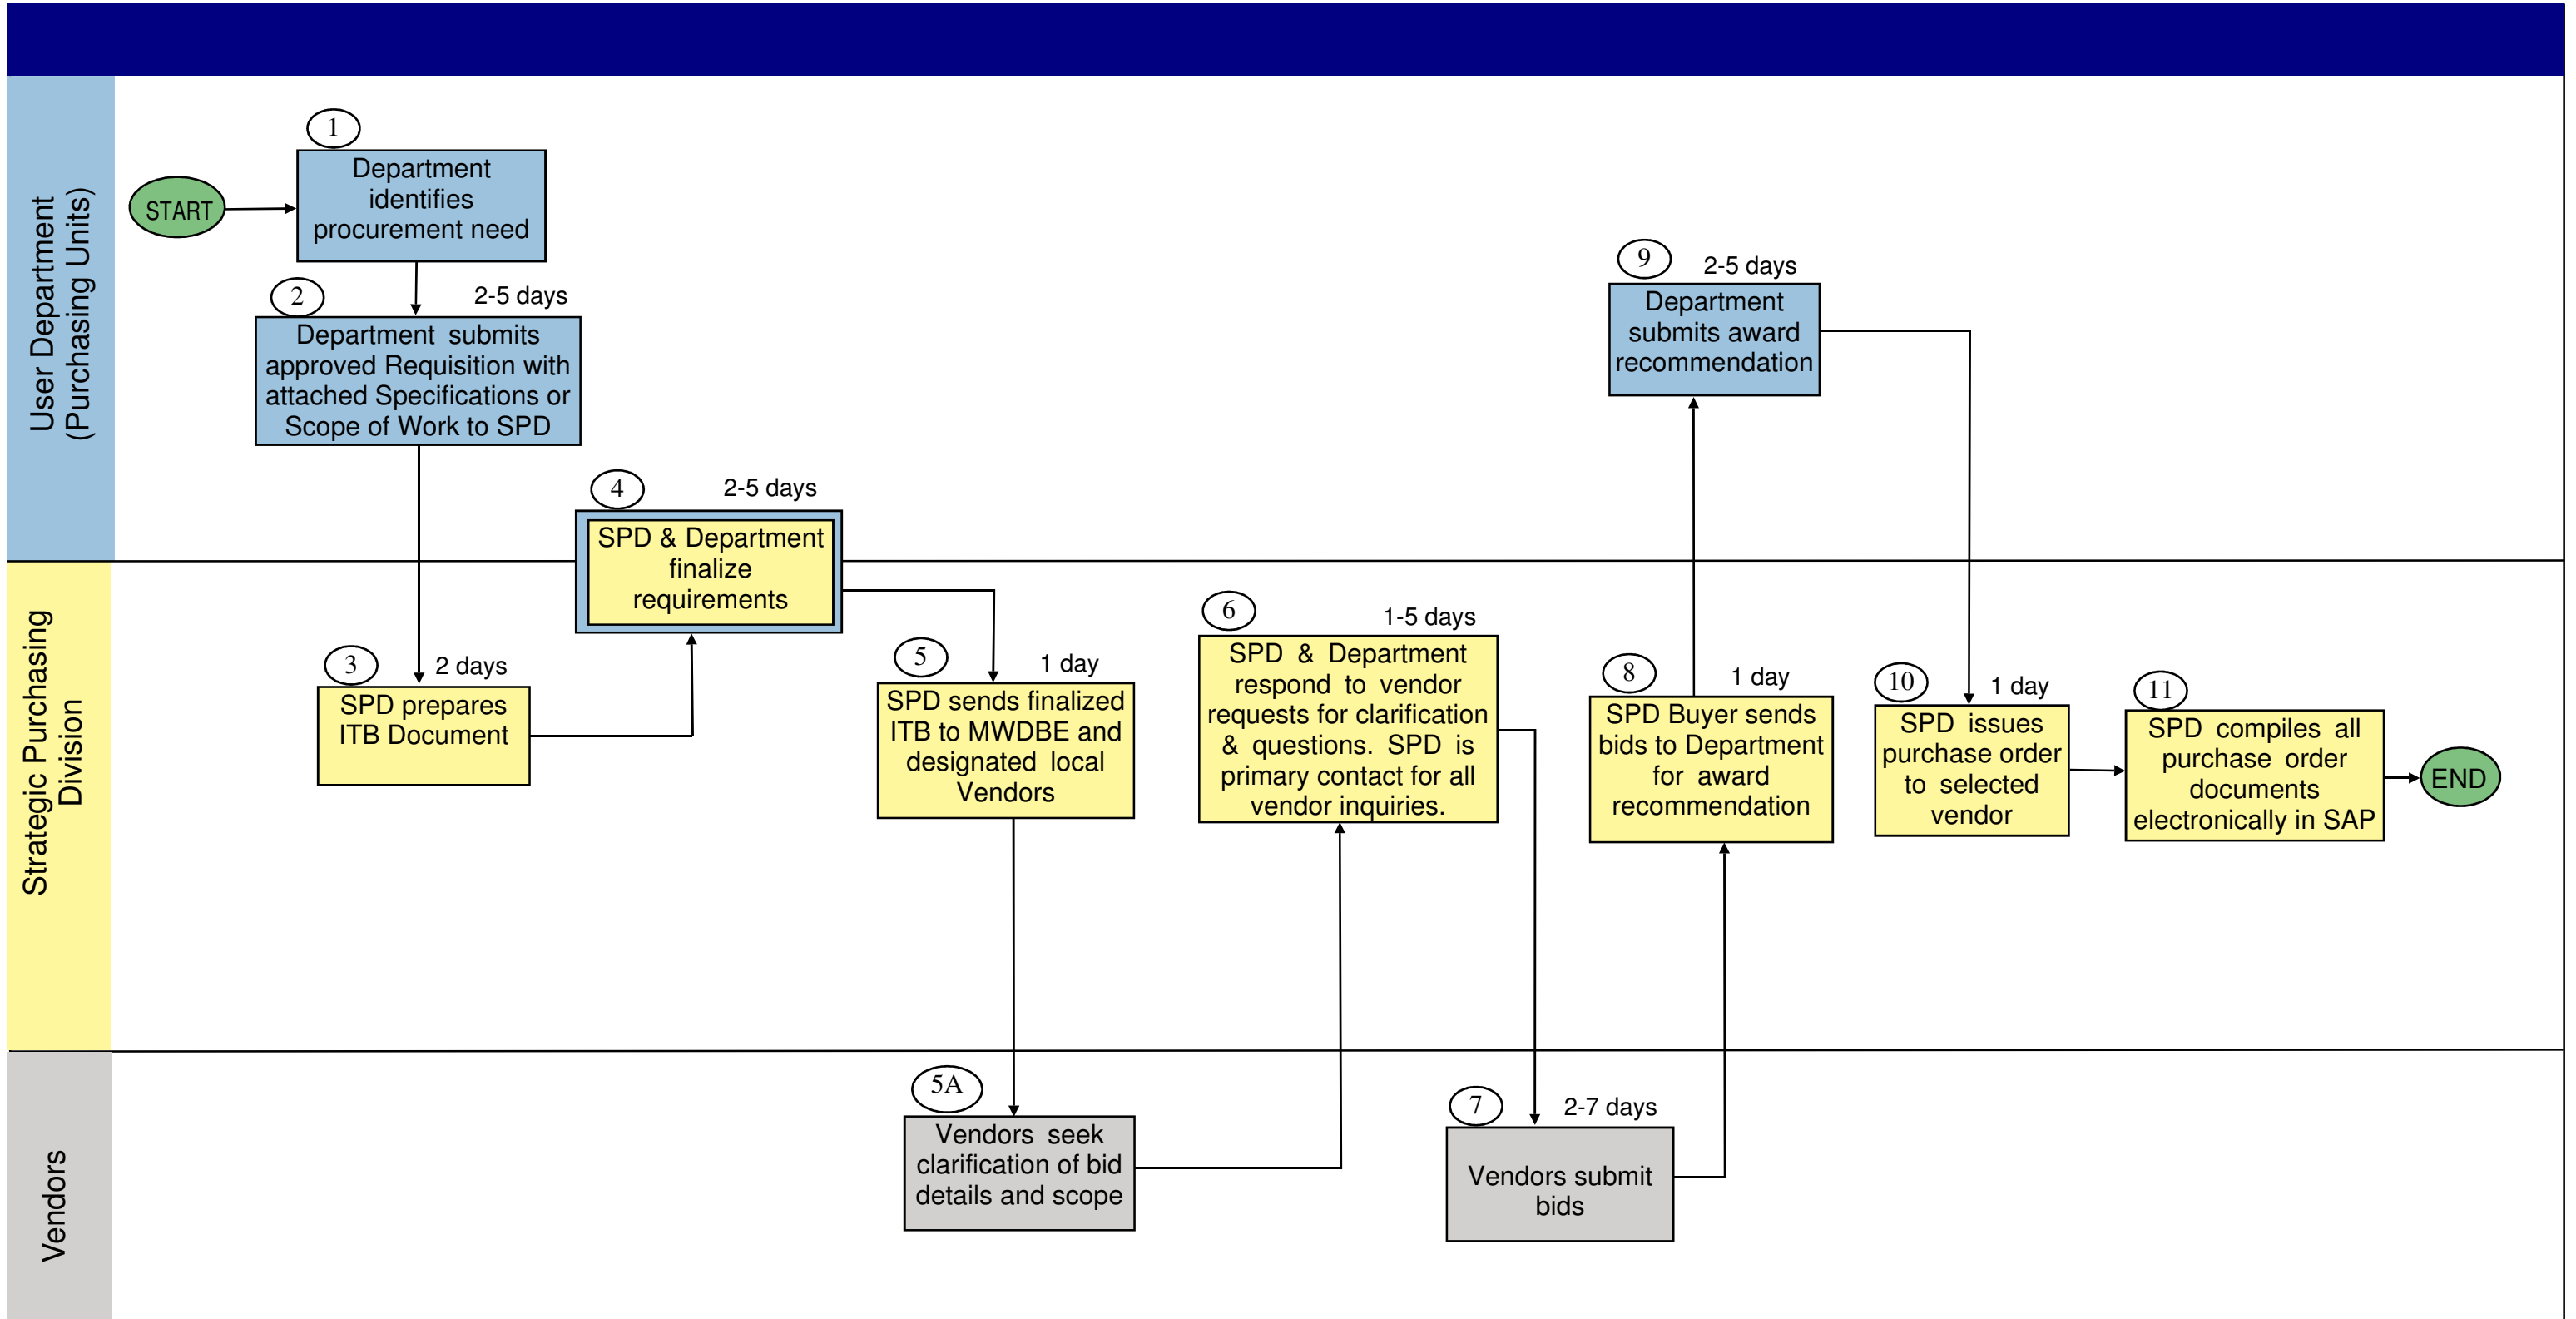 User Department
(Purchasing Units)
START
1
Department
identifies
procurement need
2
2-5 days
Department submits
approved Requisition with
attached Specifications or
Scope of Work to SPD
9
2-5 days
Department
submits award
recommendation
4
2-5 days
SPD & Department
finalize
requirements
Strategic Purchasing
Division
3
2 days
SPD prepares
ITB Document
5
1 day
SPD sends finalized
ITB to MWDBE and
designated local
Vendors
6
1-5 days
SPD & Department
respond to vendor
requests for clarification
& questions. SPD is
primary contact for all
vendor inquiries.
8
1 day
SPD Buyer sends
bids to Department
for award
recommendation
10
1 day
SPD issues
purchase order
to selected
vendor
11
SPD compiles all
purchase order
documents
electronically in SAP
END
Vendors
5A
Vendors seek
clarification of bid
details and scope
7
2-7 days
Vendors submit
bids